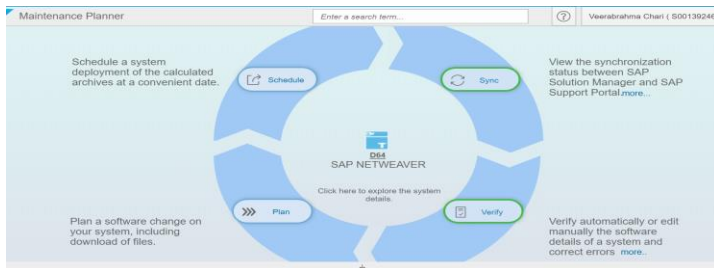 Maintenance Planner
Enter a search term...
?
Veerabrahma Chari ( S00139246
Schedule a system
deployment of the calculated
archives at a convenient date.
Schedule
Sync
View the synchronization
status between SAP
Solution Manager and SAP
Support Portal.more...
D64
SAP NETWEAVER
Click here to explore the system
details.
Plan
Verify
Plan a software change on
your system, including
download of files.
Verify automatically or edit
manually the software
details of a system and
correct errors more..